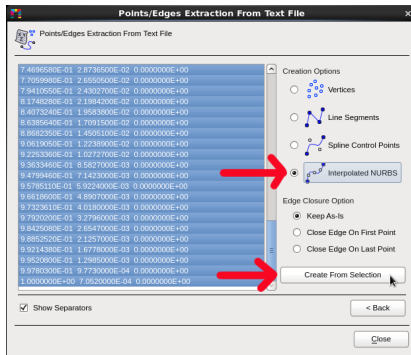 Points/Edges Extraction From Text File
Points/Edges Extraction From Text File
7.4696580E-01 2.8736500E-02 0.0000000E+00
7.7059980E-01 2.6550500E-02 0.0000000E+00
7.9410550E-01 2.4302700E-02 0.0000000E+00
8.1748280E-01 2.1984200E-02 0.0000000E+00
8.4073240E-01 1.9583800E-02 0.0000000E+00
8.6385640E-01 1.7091500E-02 0.0000000E+00
8.8682350E-01 1.4505100E-02 0.0000000E+00
9.0619050E-01 1.2238900E-02 0.0000000E+00
9.2253360E-01 1.0272700E-02 0.0000000E+00
9.3633460E-01 8.5827000E-03 0.0000000E+00
9.4799460E-01 7.1423000E-03 0.0000000E+00
9.5785110E-01 5.9224000E-03 0.0000000E+00
9.6618600E-01 4.8907000E-03 0.0000000E+00
9.7323610E-01 4.0180000E-03 0.0000000E+00
9.7920200E-01 3.2796000E-03 0.0000000E+00
9.8425080E-01 2.6547000E-03 0.0000000E+00
9.8852520E-01 2.1257000E-03 0.0000000E+00
9.9214380E-01 1.6778000E-03 0.0000000E+00
9.9520800E-01 1.2985000E-03 0.0000000E+00
9.9780300E-01 9.7730000E-04 0.0000000E+00
1.0000000E+00 7.0520000E-04 0.0000000E+00
Creation Options
Vertices
Line Segments
Spline Control Points
Interpolated NURBS
Edge Closure Option
Keep As-Is
Close Edge On First Point
Close Edge On Last Point
Create From Selection
Show Separators
< Back
Close